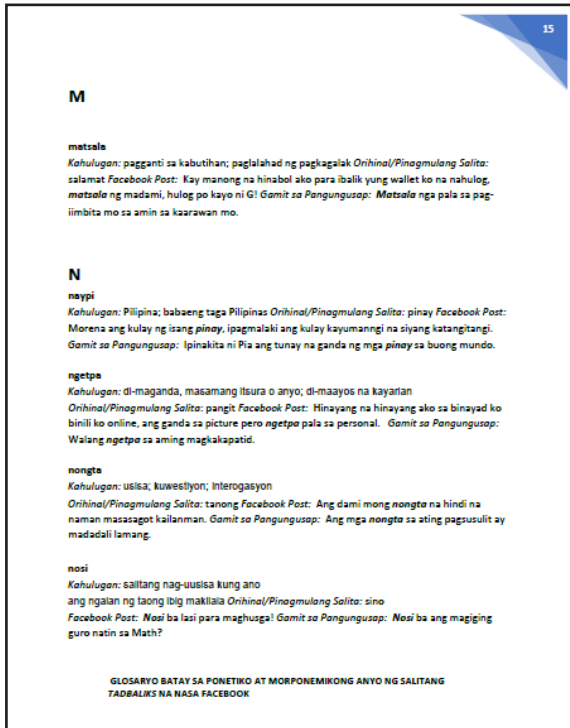 15
M
matsala
Kahulugan: pagganti sa kabutihan; paglalahad ng pagkagalak Orihinal/Pinagmulang Salita:
salamat Facebook Post: Kay manong na hinabol ako para ibalik yung wallet ko na nahulog,
matsala ng madami, hulog po kayo ni G! Gamit sa Pangungusap: Matsala nga pala sa pag-
iimbita mo sa amin sa kaarawan mo.
N
naypi
Kahulugan: Pilipina; babaeng taga Pilipinas Orihinal/Pinagmulang Salita: pinay Facebook Post:
Morena ang kulay ng isang pinay, ipagmalaki ang kulay kayumanngi na siyang katangitangi.
Gamit sa Pangungusap: Ipinakita ni Pia ang tunay na ganda ng mga pinay sa buong mundo.
ngetpa
Kahulugan: di-maganda, masamang itsura o anyo; di-maayos na kayarian
Orihinal/Pinagmulang Salita: pangit Facebook Post: Hinayang na hinayang ako sa binayad ko
binili ko online, ang ganda sa picture pero ngetpa pala sa personal. Gamit sa Pangungusap:
Walang ngetpa sa aming magkakapatid.
nongta
Kahulugan: usisa; kuwestiyon; interogasyon
Orihinal/Pinagmulang Salita: tanong Facebook Post: Ang dami mong nongta na hindi na
naman masasagot kailanman. Gamit sa Pangungusap: Ang mga nongta sa ating pagsusulit ay
madadali lamang.
nosi
Kahulugan: salitang nag-uusisa kung ano
ang ngalan ng taong ibig makilala Orihinal/Pinagmulang Salita: sino
Facebook Post: Nosi ba lasi para maghusga! Gamit sa Pangungusap: Nosi ba ang magiging
guro natin sa Math?
GLOSARYO BATAY SA PONETIKO AT MORPONEMIKONG ANYO NG SALITANG
TADBALIKS NA NASA FACEBOOK